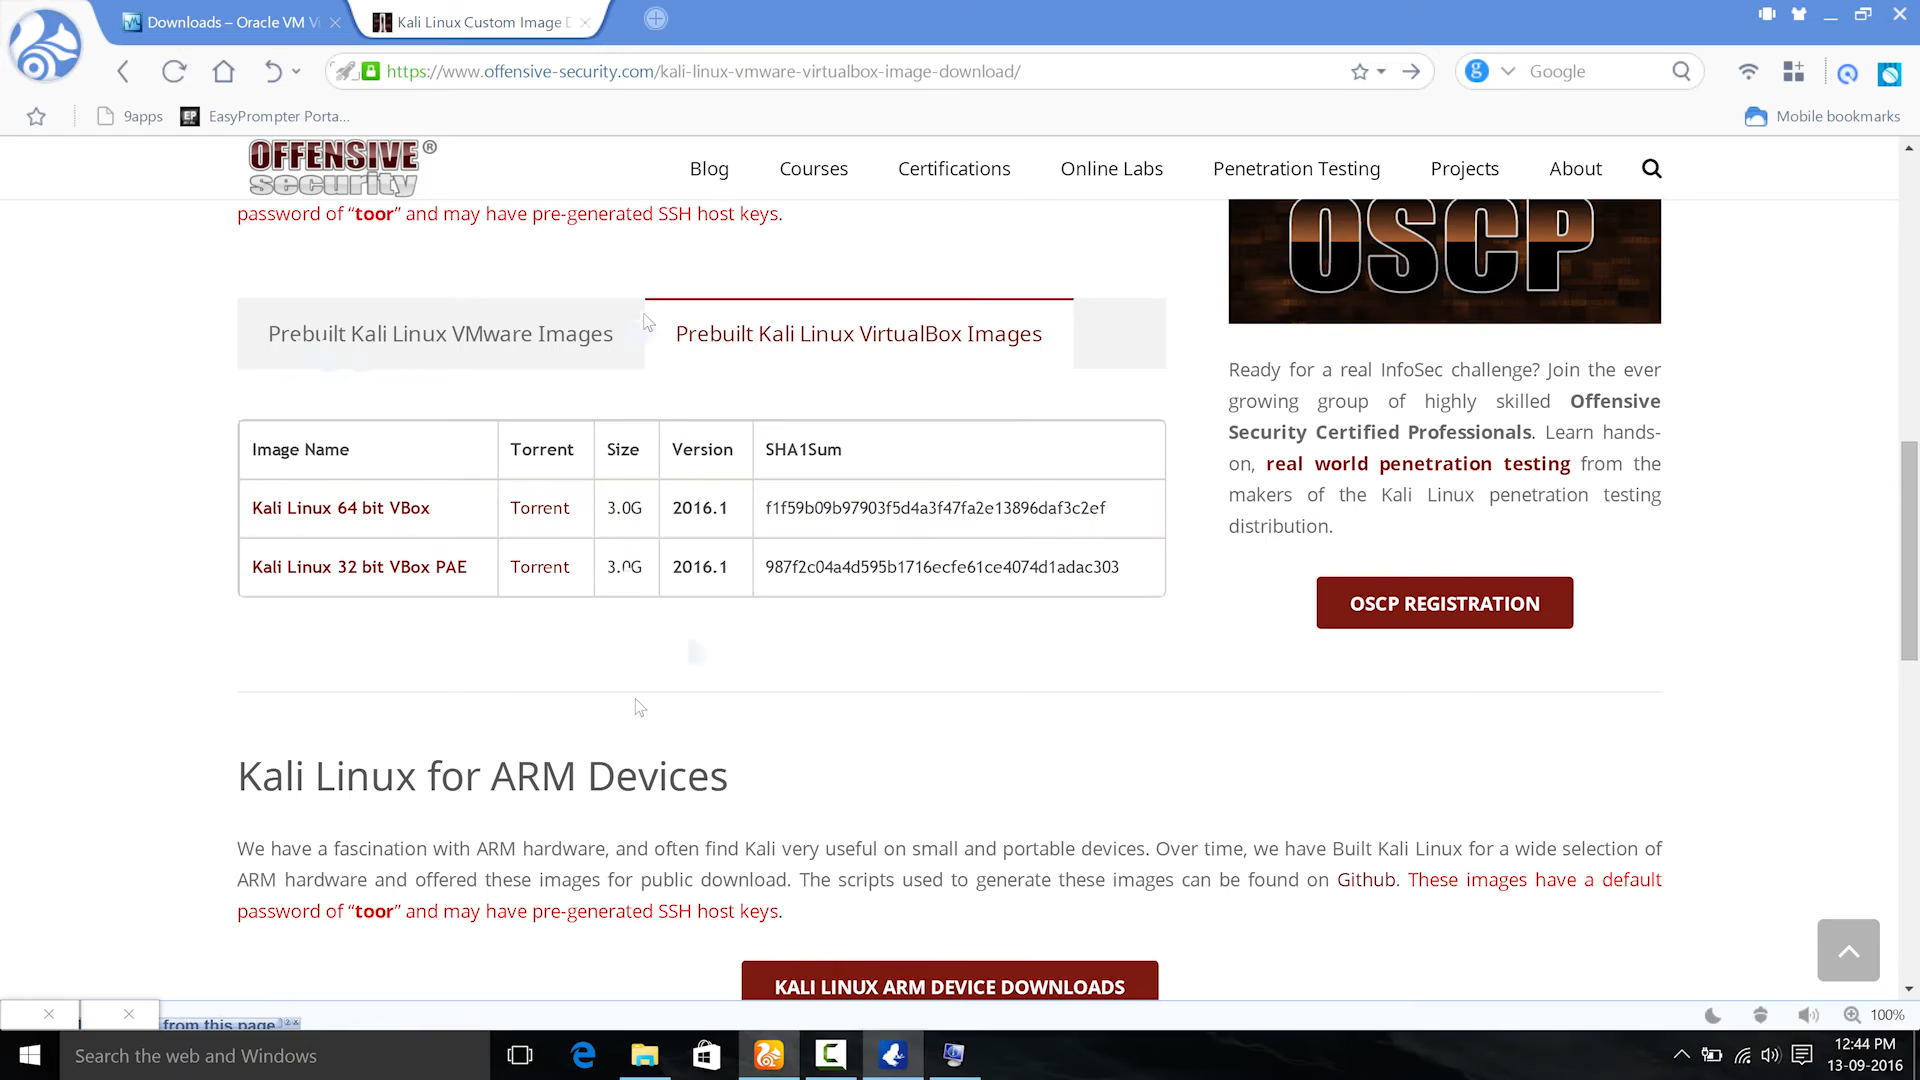 Downloads – Oracle VM Vi
Kali Linux Custom Image D
https://www.offensive-security.com/kali-linux-vmware-virtualbox-image-download/
Google
9apps
EP
EasyPrompter Porta...
Mobile bookmarks
OFFENSIVE®
security
Blog
Courses
Certifications
Online Labs
Penetration Testing
Projects
About
password of “toor” and may have pre-generated SSH host keys.
OSCP
Prebuilt Kali Linux VMware Images
Prebuilt Kali Linux VirtualBox Images
Image Name Torrent Size Version SHA1Sum
Kali Linux 64 bit VBox Torrent 3.0G 2016.1 f1f59b09b97903f5d4a3f47fa2e13896daf3c2ef
Kali Linux 32 bit VBox PAE Torrent 3.0G 2016.1 987f2c04a4d595b1716ecfe61ce4074d1adac303
Ready for a real InfoSec challenge? Join the ever
growing group of highly skilled Offensive
Security Certified Professionals. Learn hands-
on, real world penetration testing from the
makers of the Kali Linux penetration testing
distribution.
OSCP REGISTRATION
Kali Linux for ARM Devices
We have a fascination with ARM hardware, and often find Kali very useful on small and portable devices. Over time, we have Built Kali Linux for a wide selection of
ARM hardware and offered these images for public download. The scripts used to generate these images can be found on Github. These images have a default
password of “toor” and may have pre-generated SSH host keys.
KALI LINUX ARM DEVICE DOWNLOADS
from this page
100%
Search the web and Windows
12:44 PM
13-09-2016